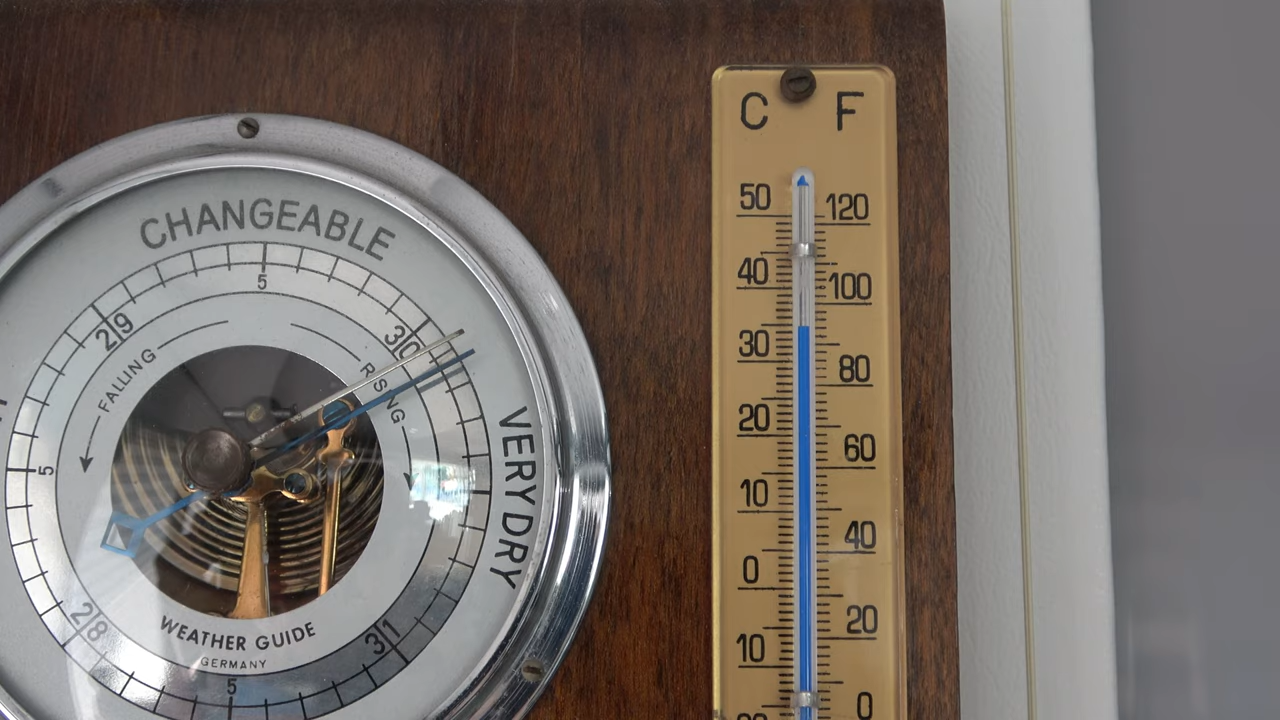 CHANGEABLE
5
29
30
FALLING
RISING
5
VERY DRY
28
31
WEATHER GUIDE
GERMANY
5
C F
50 120
40 100
30 80
20 60
10 40
0 20
10 0